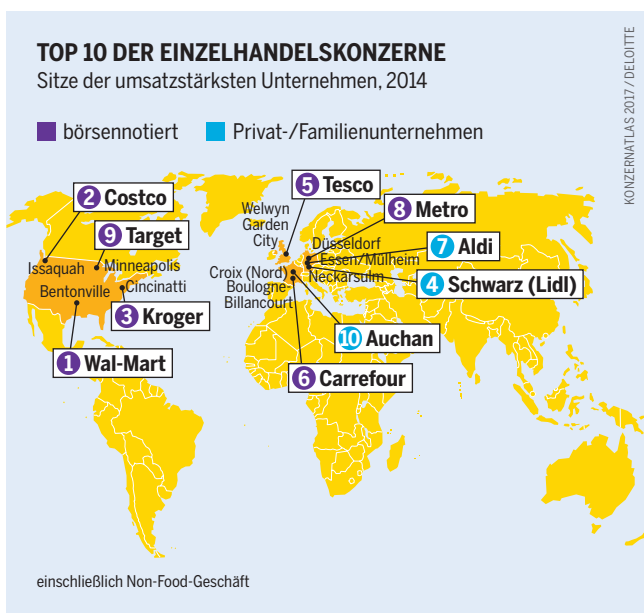 TOP 10 DER EINZELHANDELSKONZERNE
Sitze der umsatzstärksten Unternehmen, 2014
börsennotiert
Privat-/Familienunternehmen
KONZERNATLAS 2017 / DELOITTE
2 Costco
9 Target
Issaquah
Minneapolis
Bentonville
Cincinatti
3 Kroger
1 Wal-Mart
5 Tesco
Welwyn
Garden
City
8 Metro
Düsseldorf
7 Aldi
Essen/Mülheim
Neckarsulm
4 Schwarz (Lidl)
Croix (Nord)
Boulogne-
Billancourt
10 Auchan
6 Carrefour
einschließlich Non-Food-Geschäft